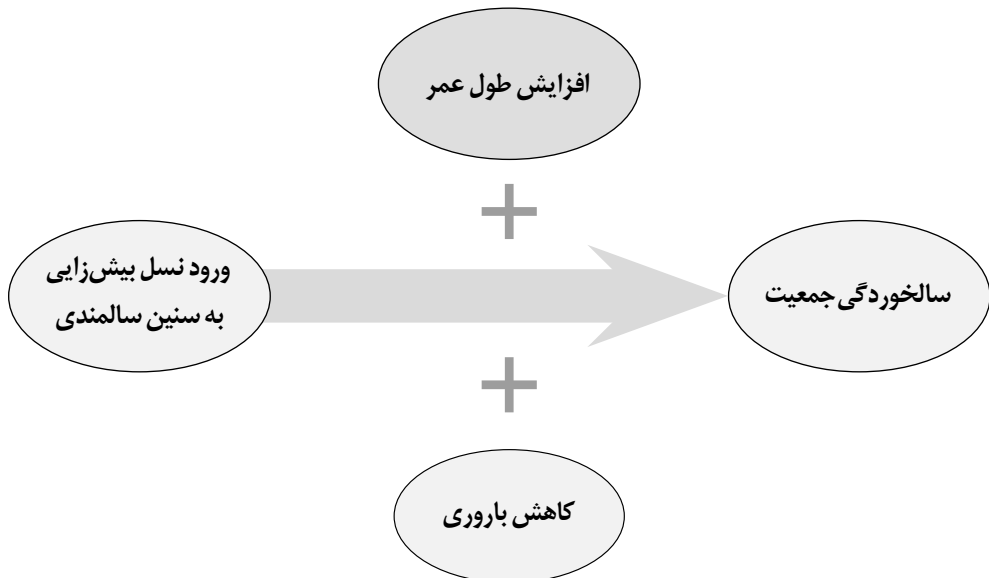 افزایش طول عمر
+
ورود نسل بیش‌زایی
به سنین سالمندی
سالخوردگی جمعیت
+
کاهش باروری